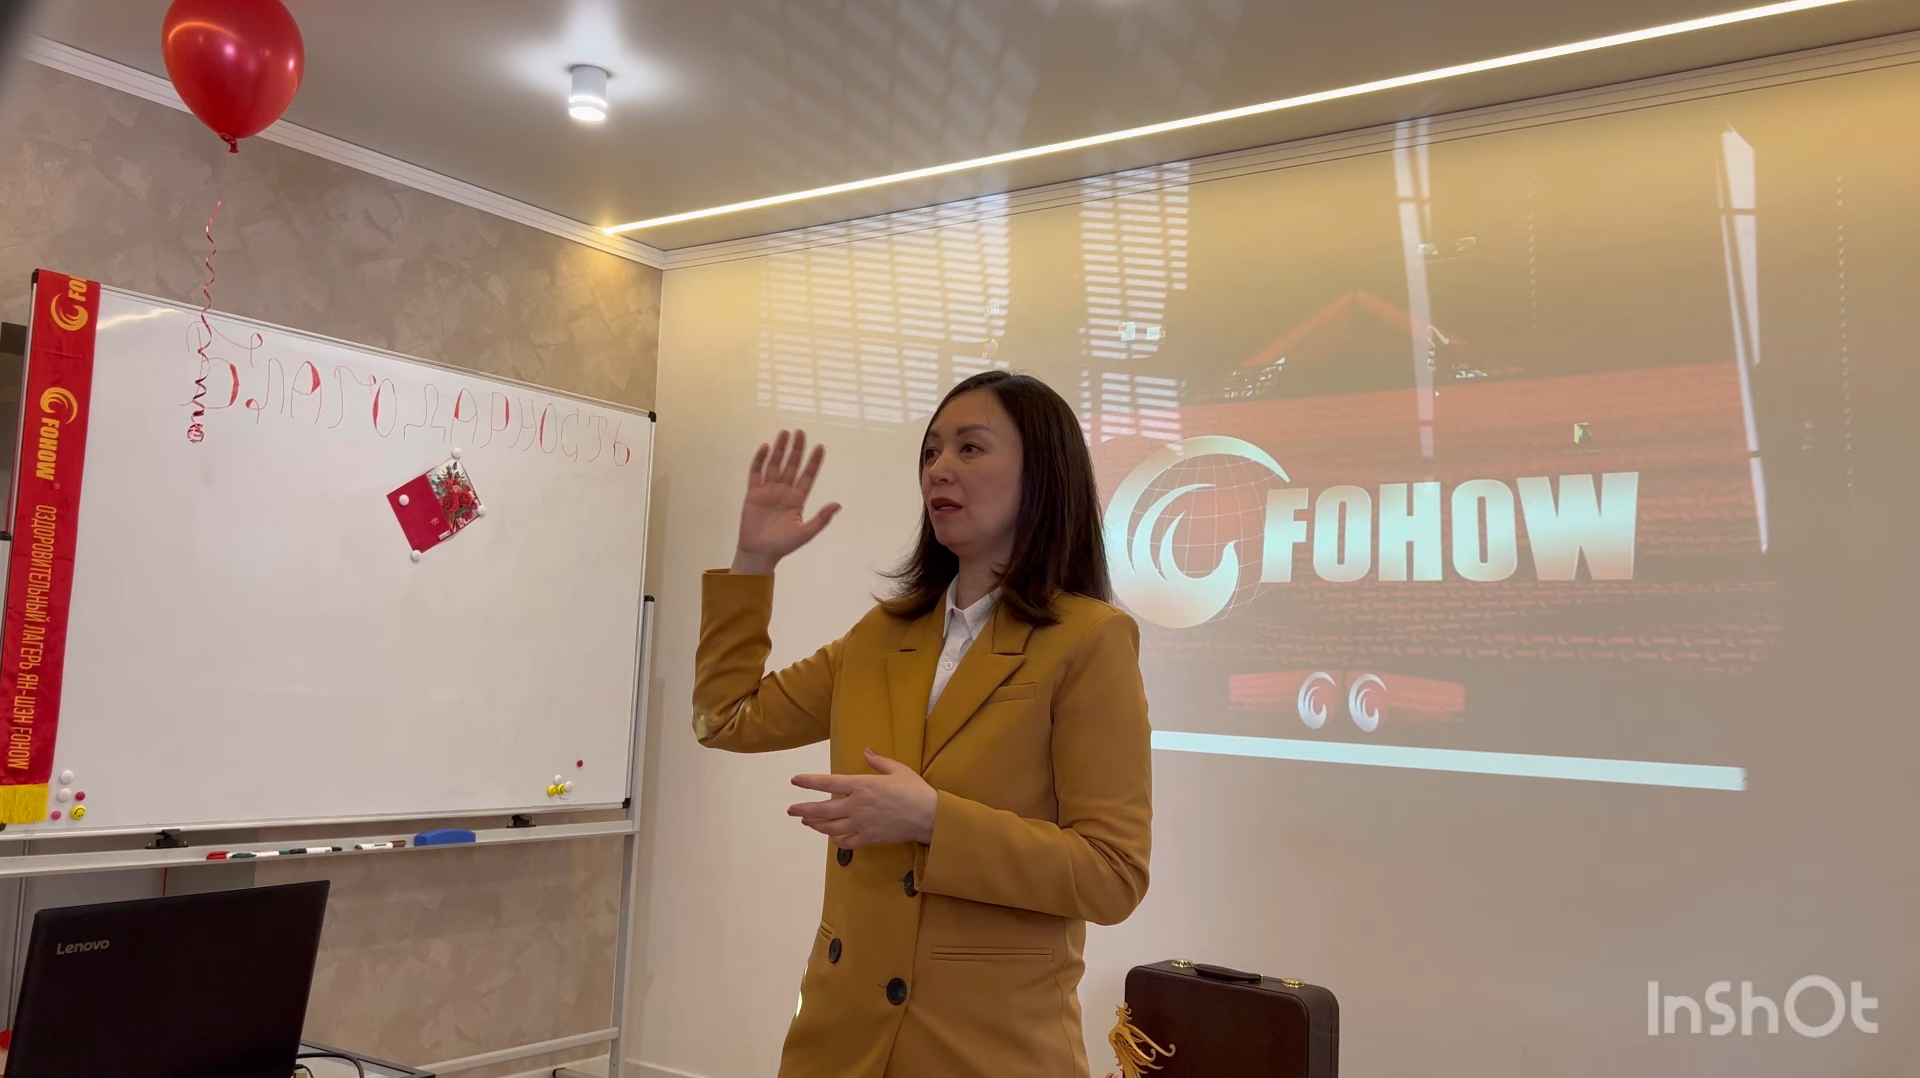 БЛАГОДАРНОСТЬ
FOHOW
FOHOW
ОЗДОРОВИТЕЛЬНЫЙ ЛАГЕРЬ ЯН-ШЭН FOHOW
FOHOW
Lenovo
InShOt